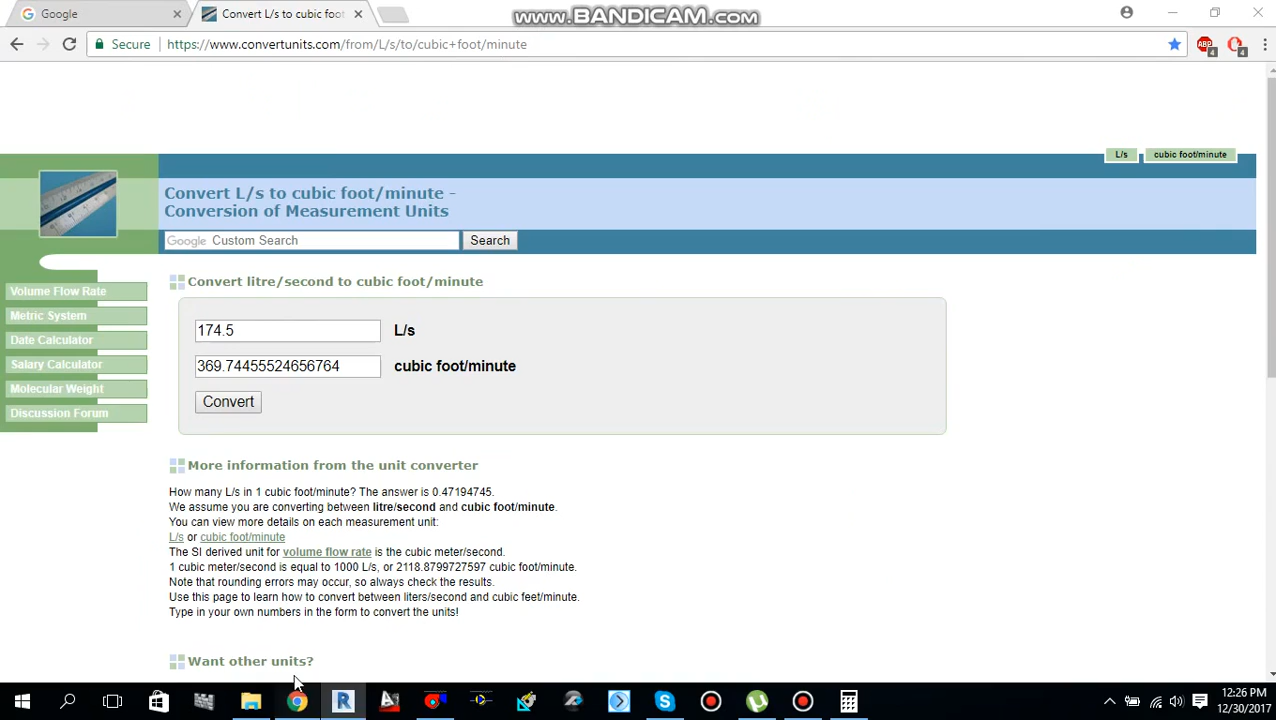 Google
Convert L/s to cubic foot
www.BANDICAM.com
Secure
https://www.convertunits.com/from/L/s/to/cubic+foot/minute
ABP
4
4
L/s
cubic foot/minute
Convert L/s to cubic foot/minute -
Conversion of Measurement Units
Google Custom Search
Search
Volume Flow Rate
Metric System
Date Calculator
Salary Calculator
Molecular Weight
Discussion Forum
Convert litre/second to cubic foot/minute
174.5
L/s
369.74455524656764
cubic foot/minute
Convert
More information from the unit converter
How many L/s in 1 cubic foot/minute? The answer is 0.47194745.
We assume you are converting between litre/second and cubic foot/minute.
You can view more details on each measurement unit:
L/s or cubic foot/minute
The SI derived unit for volume flow rate is the cubic meter/second.
1 cubic meter/second is equal to 1000 L/s, or 2118.8799727597 cubic foot/minute.
Note that rounding errors may occur, so always check the results.
Use this page to learn how to convert between liters/second and cubic feet/minute.
Type in your own numbers in the form to convert the units!
Want other units?
12:26 PM
12/30/2017